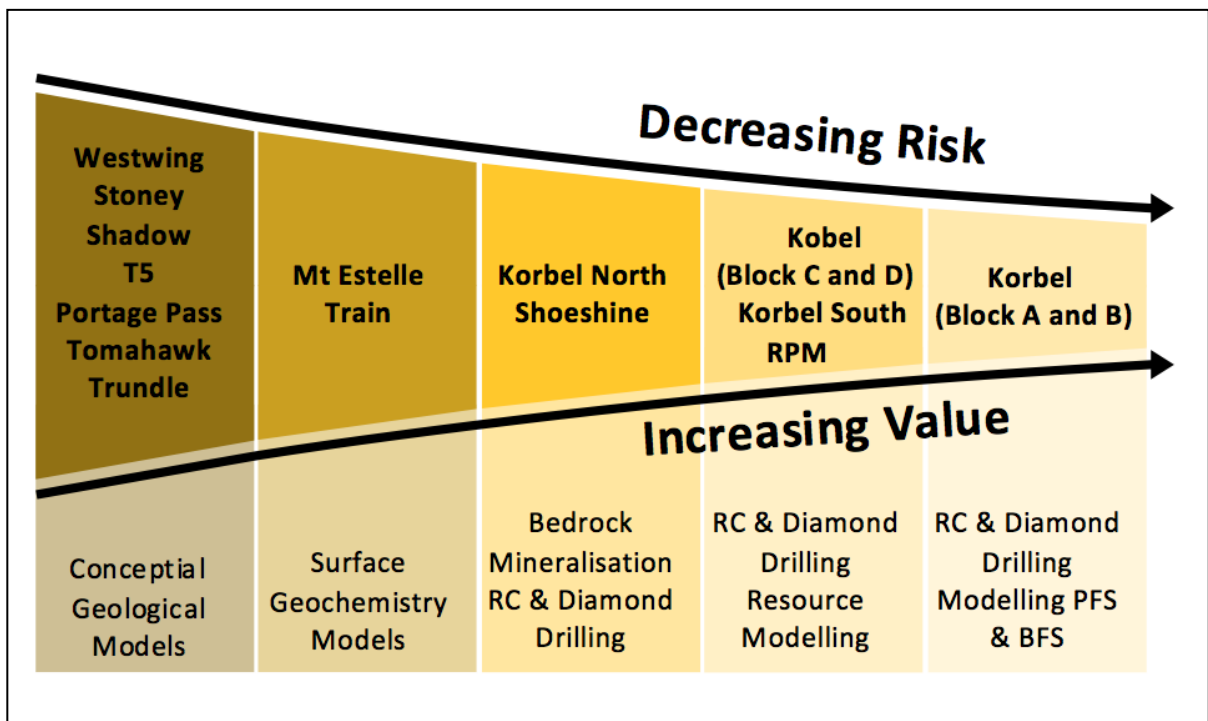 Decreasing Risk
Westwing
Stoney
Shadow
T5
Portage Pass
Tomahawk
Trundle
Mt Estelle
Train
Korbel North
Shoeshine
Kobel
(Block C and D)
Korbel South
RPM
Korbel
(Block A and B)
Increasing Value
Conceptial
Geological
Models
Surface
Geochemistry
Models
Bedrock
Mineralisation
RC & Diamond
Drilling
RC & Diamond
Drilling
Resource
Modelling
RC & Diamond
Drilling
Modelling PFS
& BFS